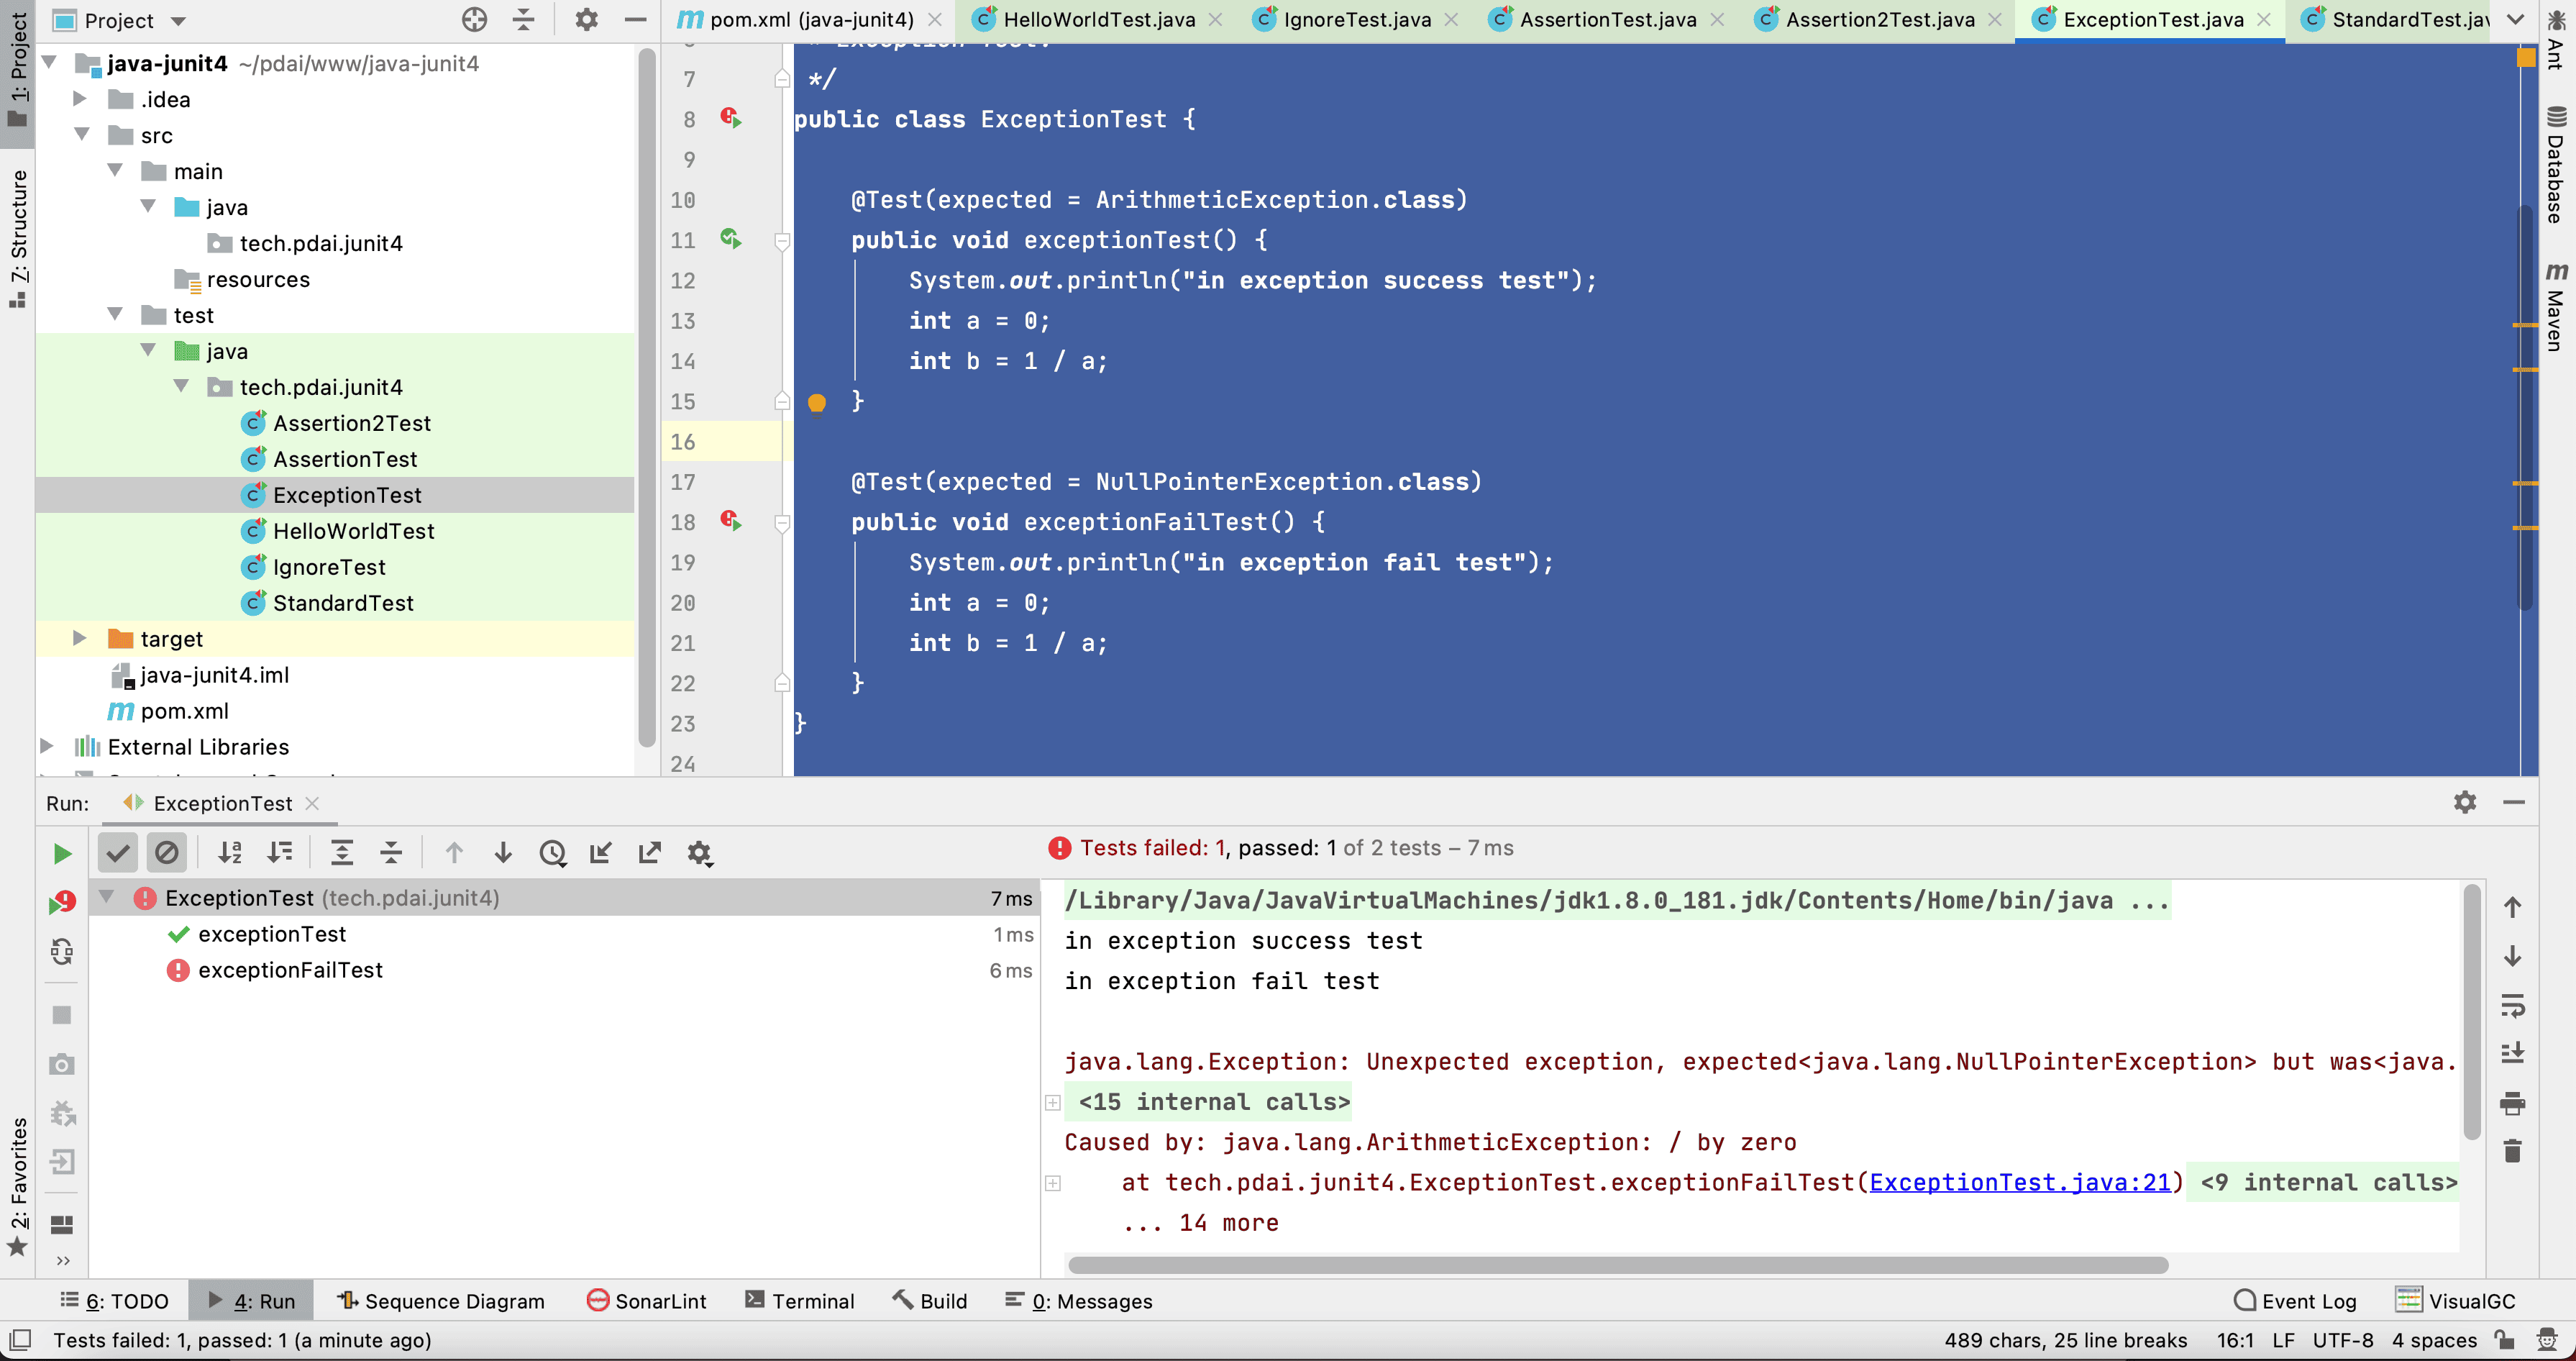 Project
pom.xml (java-junit4)
HelloWorldTest.java
IgnoreTest.java
AssertionTest.java
Assertion2Test.java
ExceptionTest.java
StandardTest.jav
1: Project
Z: Structure
2: Favorites
Ant
Database
m Maven
java-junit4 ~/pdai/www/java-junit4
.idea
src
main
java
tech.pdai.junit4
resources
test
java
tech.pdai.junit4
Assertion2Test
AssertionTest
ExceptionTest
HelloWorldTest
IgnoreTest
StandardTest
target
java-junit4.iml
pom.xml
External Libraries
7 */
8 public class ExceptionTest {
9
10 @Test(expected = ArithmeticException.class)
11 public void exceptionTest() {
12 System.out.println("in exception success test");
13 int a = 0;
14 int b = 1 / a;
15 }
16
17 @Test(expected = NullPointerException.class)
18 public void exceptionFailTest() {
19 System.out.println("in exception fail test");
20 int a = 0;
21 int b = 1 / a;
22 }
23 }
24
Run: ExceptionTest
Tests failed: 1, passed: 1 of 2 tests – 7 ms
ExceptionTest (tech.pdai.junit4) 7 ms
exceptionTest 1 ms
exceptionFailTest 6 ms
/Library/Java/JavaVirtualMachines/jdk1.8.0_181.jdk/Contents/Home/bin/java ...
in exception success test
in exception fail test
java.lang.Exception: Unexpected exception, expected<java.lang.NullPointerException> but was<java.
<15 internal calls>
Caused by: java.lang.ArithmeticException: / by zero
at tech.pdai.junit4.ExceptionTest.exceptionFailTest(ExceptionTest.java:21) <9 internal calls>
... 14 more
6: TODO
4: Run
Sequence Diagram
SonarLint
Terminal
Build
0: Messages
Event Log
VisualGC
Tests failed: 1, passed: 1 (a minute ago)
489 chars, 25 line breaks
16:1
LF
UTF-8
4 spaces